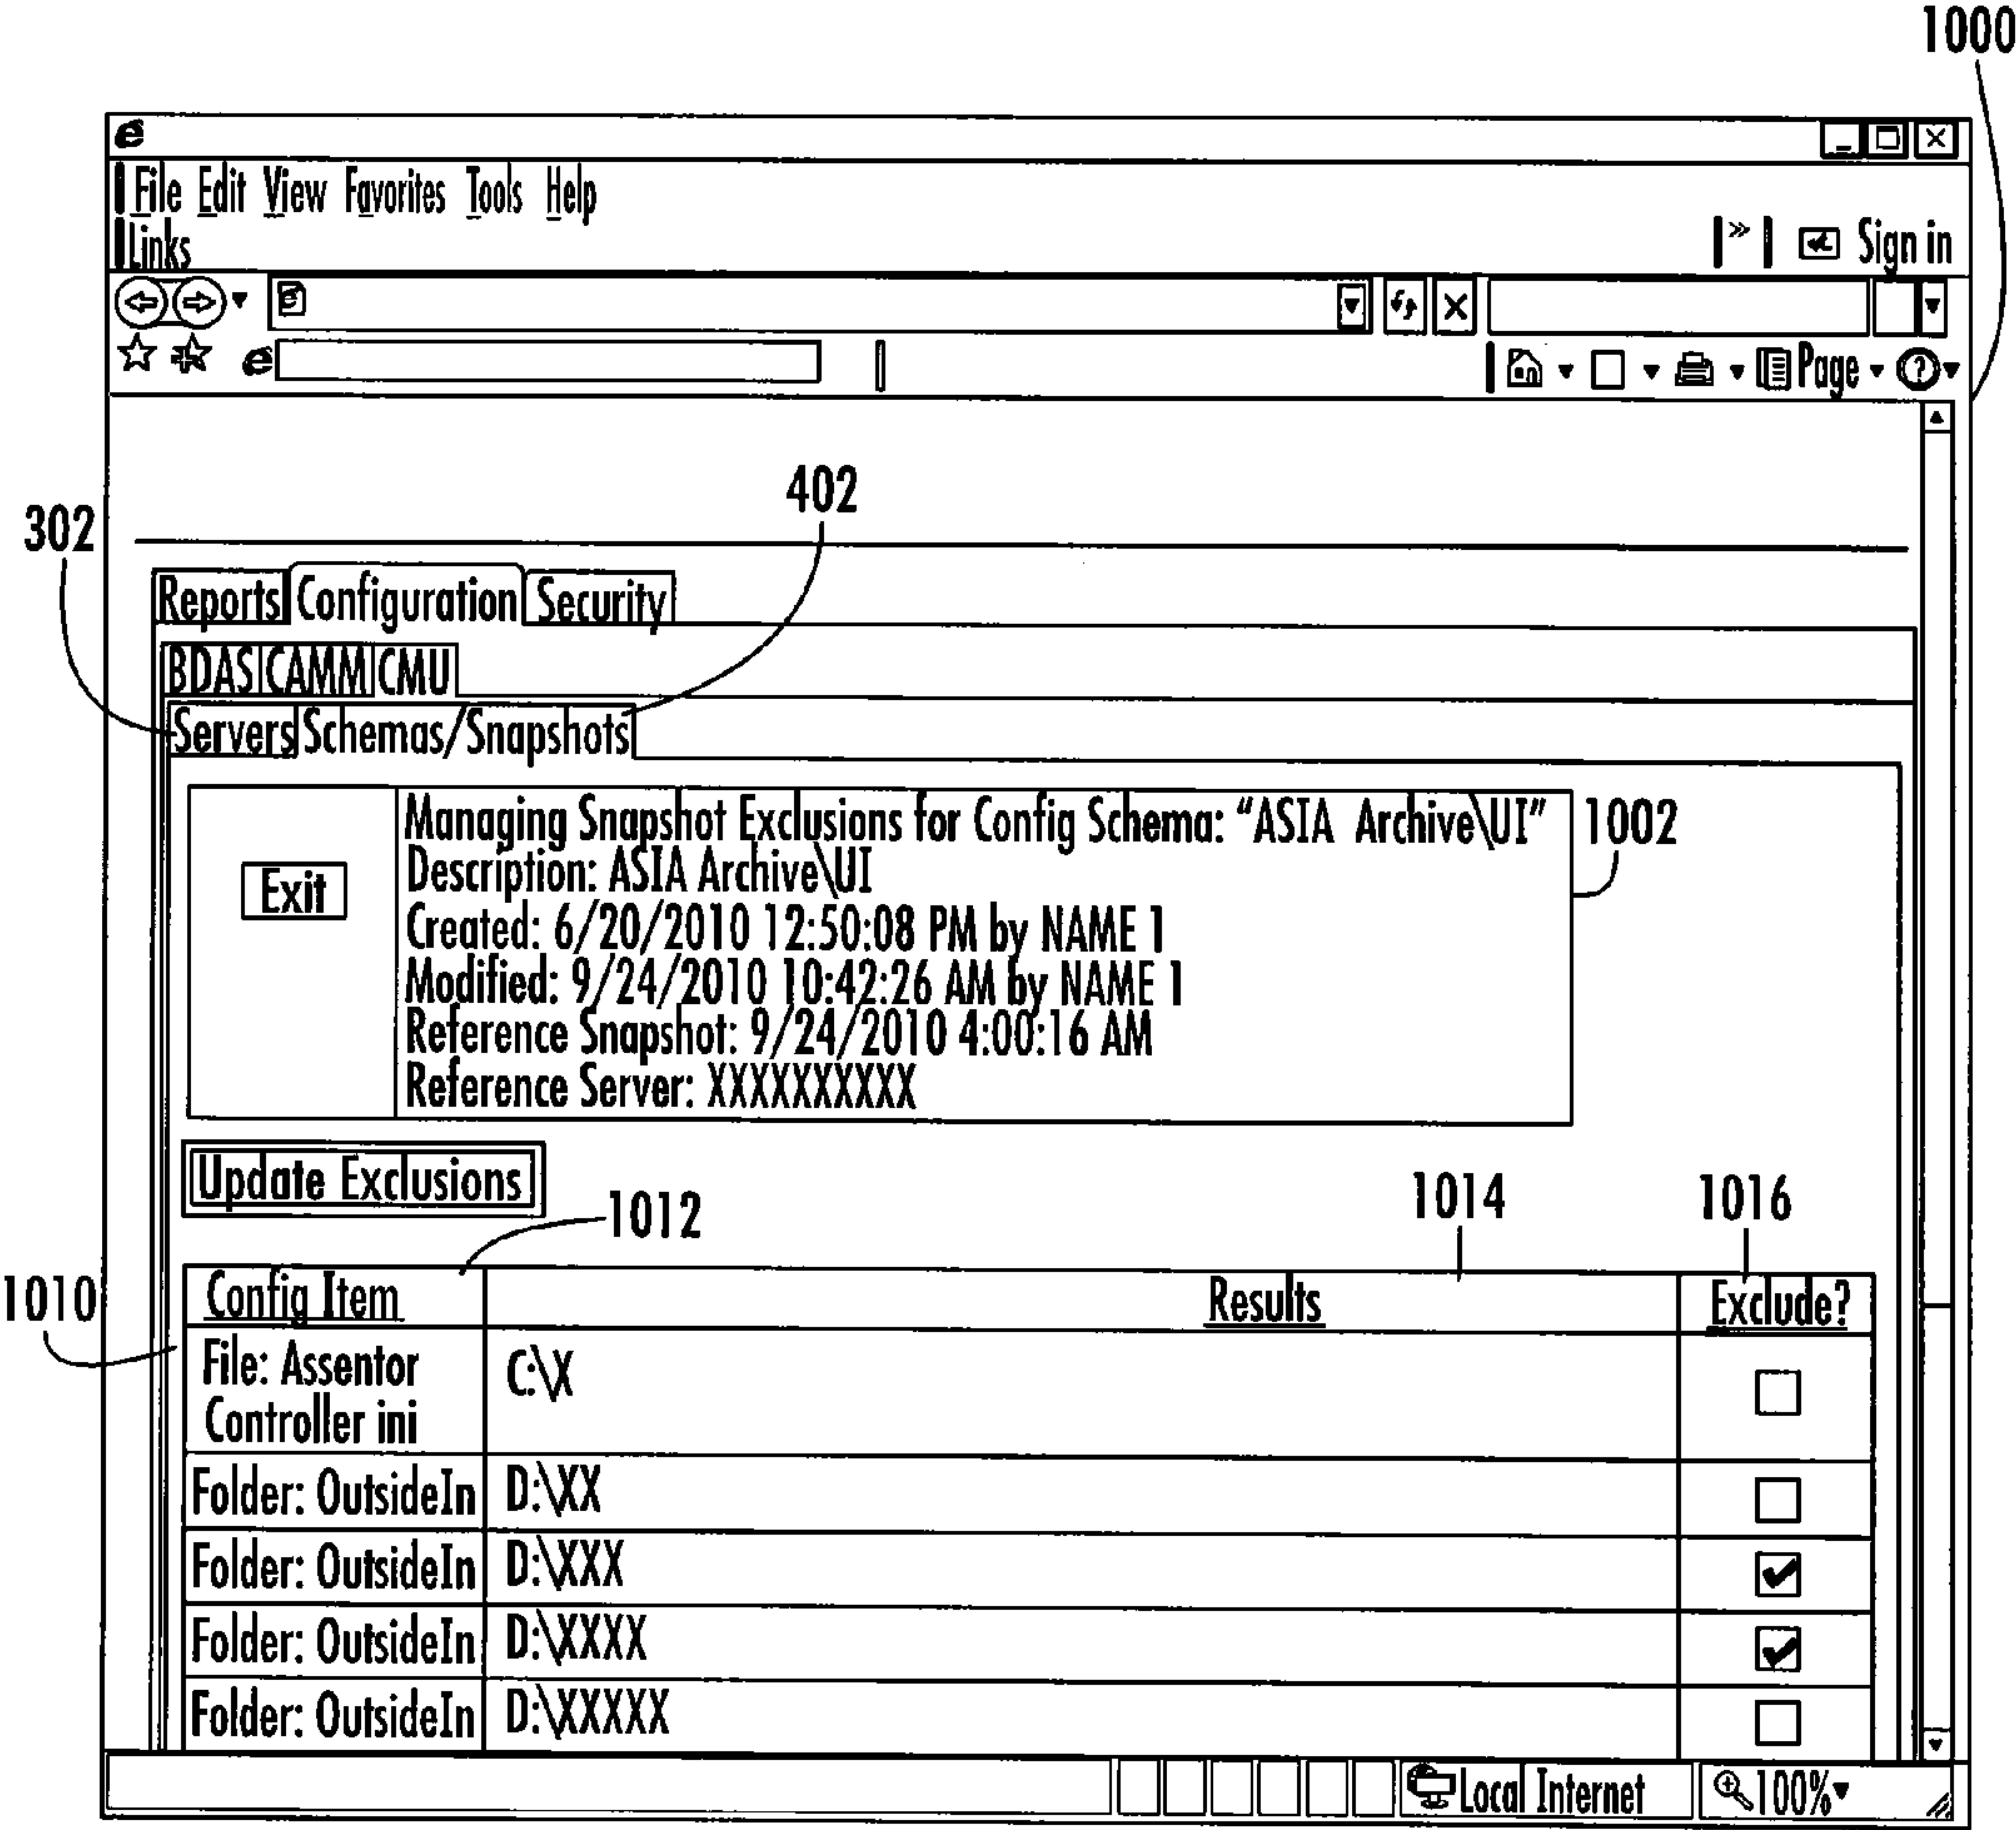 1000
File Edit View Favorites Tools Help
Links
» Sign in
Page
402
302
Reports Configuration Security
BDAS CAMM CMU
Servers Schemas/Snapshots
Managing Snapshot Exclusions for Config Schema: “ASIA Archive\UI”
1002
Description: ASIA Archive\UI
Exit
Created: 6/20/2010 12:50:08 PM by NAME 1
Modified: 9/24/2010 10:42:26 AM by NAME 1
Reference Snapshot: 9/24/2010 4:00:16 AM
Reference Server: XXXXXXXXXX
Update Exclusions
1012
1014
1016
1010
Config Item Results Exclude?
File: Assentor C:\X
Controller ini
Folder: OutsideIn D:\XX
Folder: OutsideIn D:\XXX
Folder: OutsideIn D:\XXXX
Folder: OutsideIn D:\XXXXX
Local Internet 100%